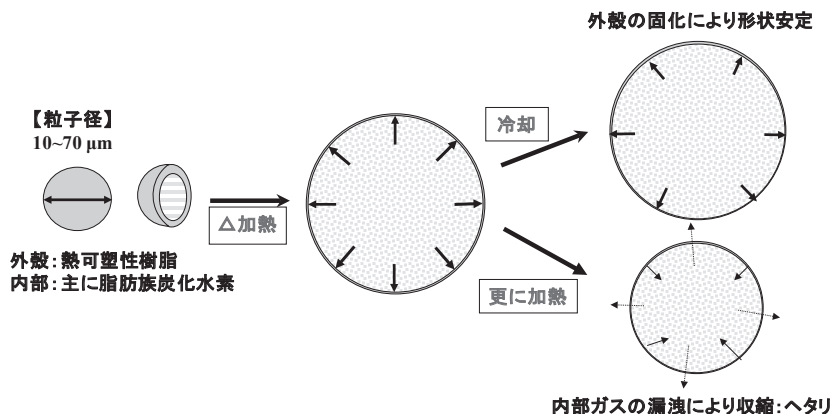 外殻の固化により形状安定
【粒子径】
10~70 μm
冷却
△加熱
外殻：熱可塑性樹脂
内部：主に脂肪族炭化水素
更に加熱
内部ガスの漏洩により収縮：ヘタリ